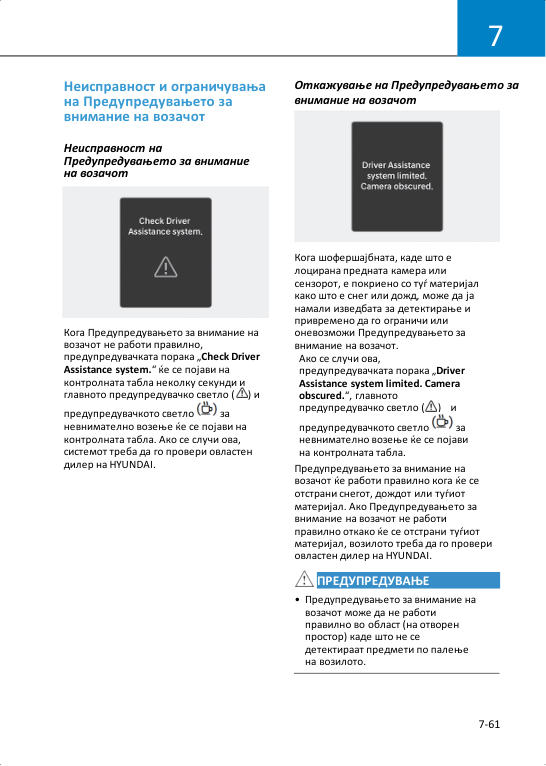 7
Неисправност и ограничувања
на Предупредувањето за
внимание на возачот
Неисправност на
Предупредувањето за внимание
на возачот
Check Driver
Assistance system.
Кога Предупредувањето за внимание на
возачот не работи правилно,
предупредувачката порака „Check Driver
Assistance system.“ ќе се појави на
контролната табла неколку секунди и
главното предупредувачко светло ( ) и
предупредувачкото светло ( ) за
невнимателно возење ќе се појави на
контролната табла. Ако се случи ова,
системот треба да го провери овластен
дилер на HYUNDAI.
Откажување на Предупредувањето за
внимание на возачот
Driver Assistance
system limited.
Camera obscured.
Кога шофершајбната, каде што е
лоцирана предната камера или
сензорот, е покриено со туѓ материјал
како што е снег или дожд, може да ја
намали изведбата за детектирање и
привремено да го ограничи или
оневозможи Предупредувањето за
внимание на возачот.
Ако се случи ова,
предупредувачката порака „Driver
Assistance system limited. Camera
obscured.“, главното
предупредувачко светло ( ) и
предупредувачкото светло ( ) за
невнимателно возење ќе се појави
на контролната табла.
Предупредувањето за внимание на
возачот ќе работи правилно кога ќе се
отстрани снегот, дождот или туѓиот
материјал. Ако Предупредувањето за
внимание на возачот не работи
правилно откако ќе се отстрани туѓиот
материјал, возилото треба да го провери
овластен дилер на HYUNDAI.
ПРЕДУПРЕДУВАЊЕ
• Предупредувањето за внимание на
возачот може да не работи
правилно во област (на отворен
простор) каде што не се
детектираат предмети по палење
на возилото.
7-61